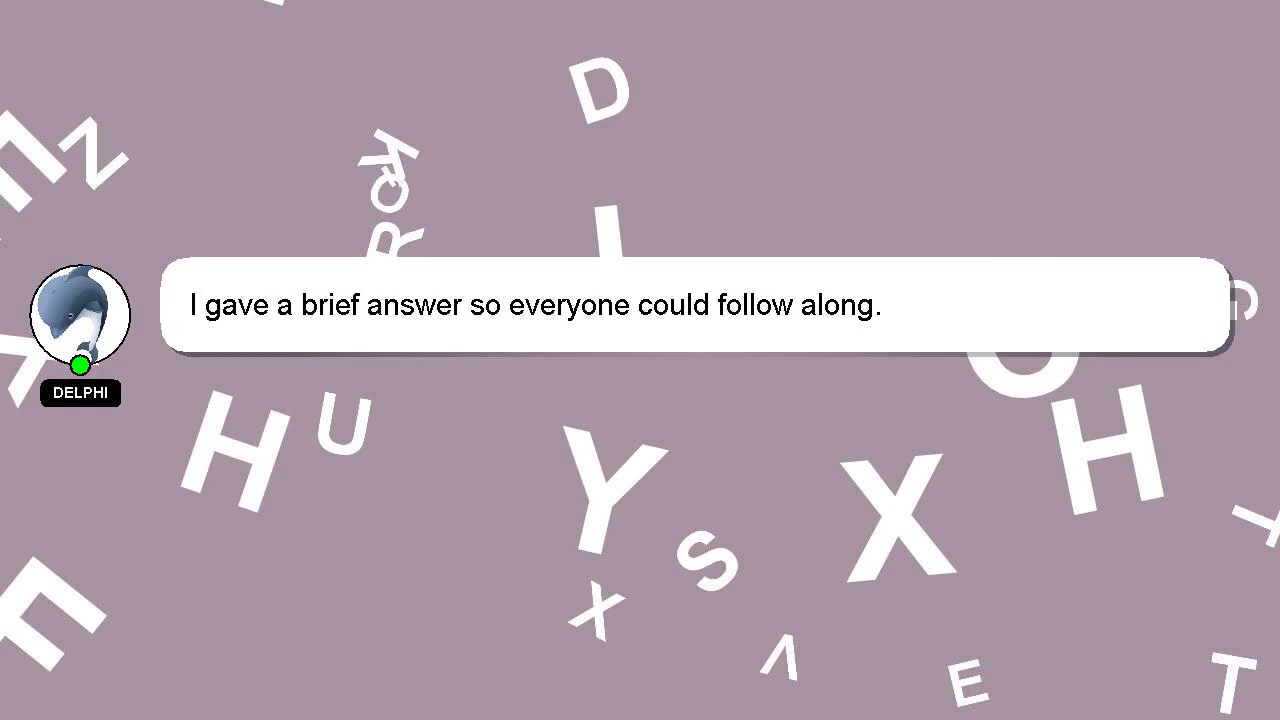 I gave a brief answer so everyone could follow along.
DELPHI
D
Z
K
R
I
H
U
Y
X
H
S
X
V
E
T